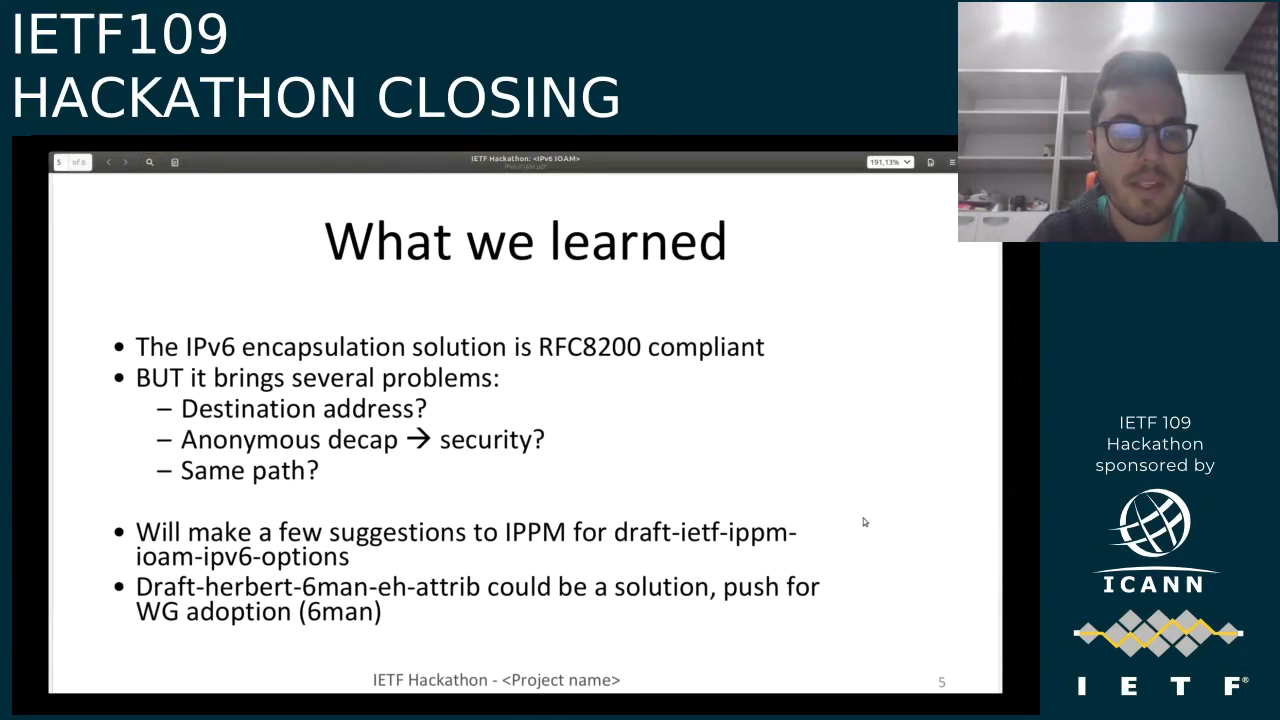 IETF109
HACKATHON CLOSING
5 of 6
IETF Hackathon: <IPv6 IOAM>
191,13%
What we learned
• The IPv6 encapsulation solution is RFC8200 compliant
• BUT it brings several problems:
– Destination address?
– Anonymous decap → security?
– Same path?
• Will make a few suggestions to IPPM for draft-ietf-ippm-
ioam-ipv6-options
• Draft-herbert-6man-eh-attrib could be a solution, push for
WG adoption (6man)
IETF Hackathon - <Project name>
5
IETF 109
Hackathon
sponsored by
ICANN
I E T F®